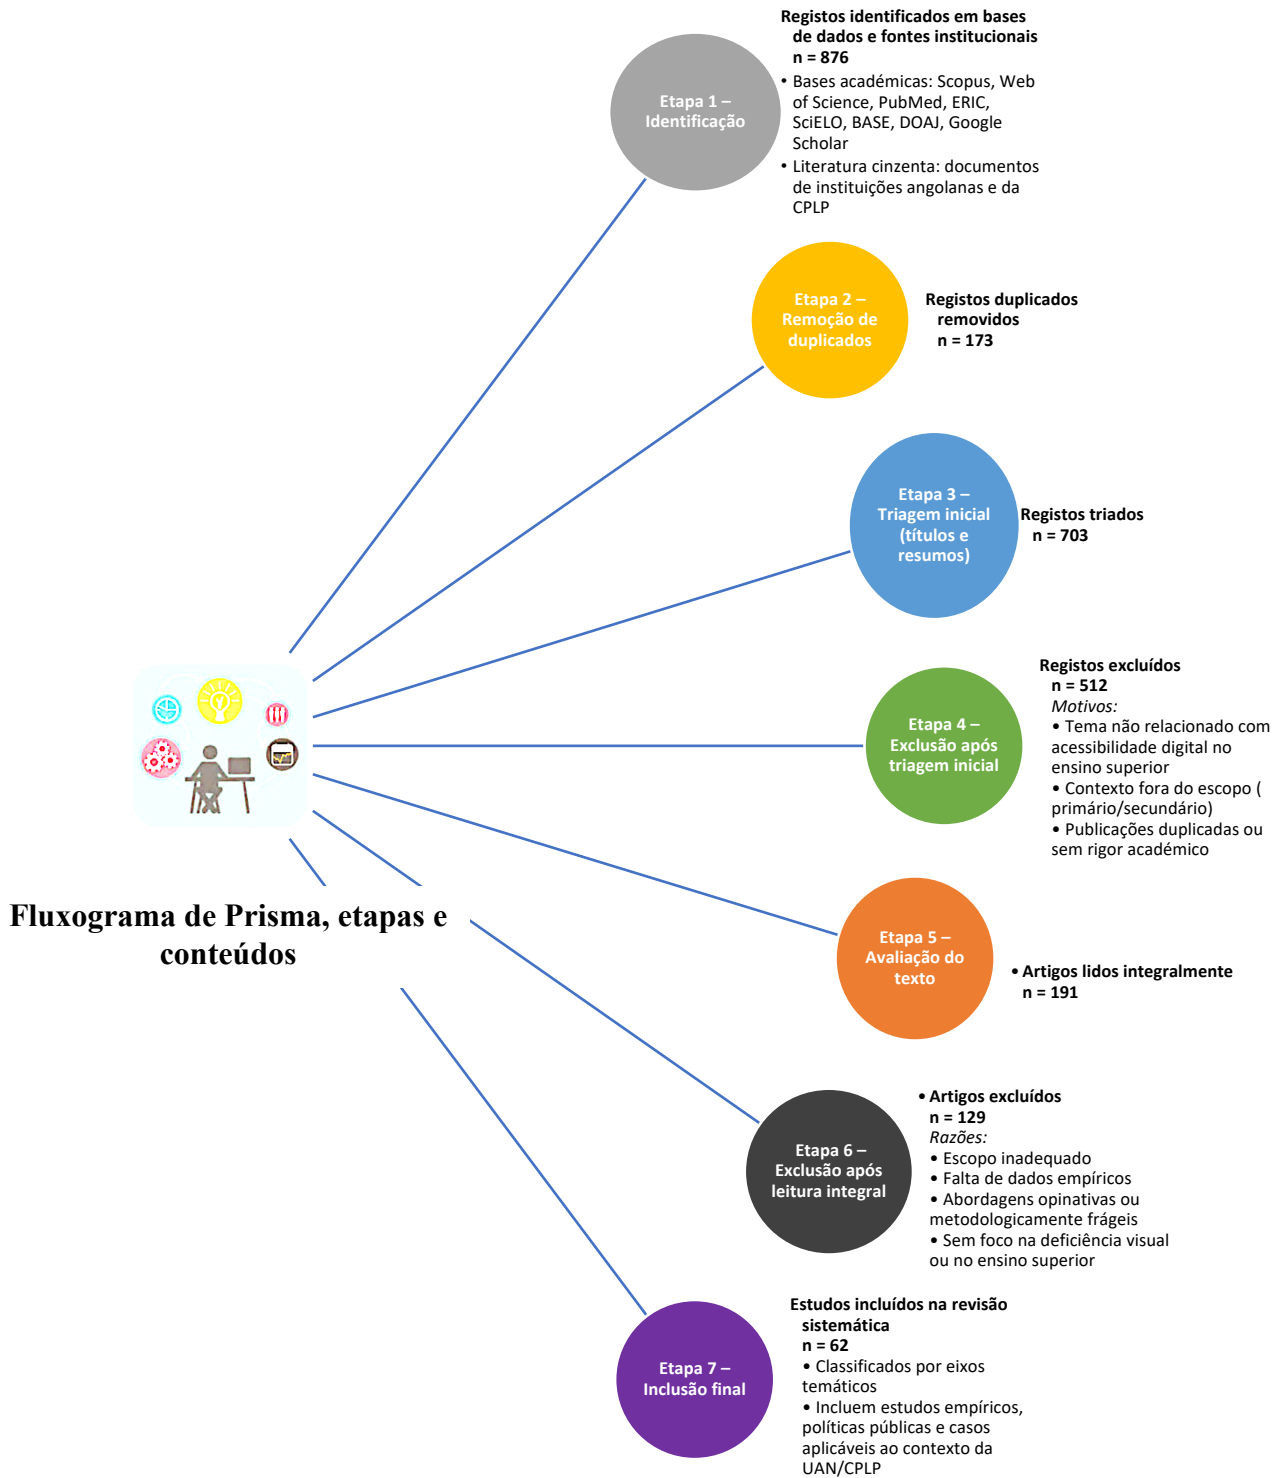 Etapa 1 –
Identificação
Registos identificados em bases
de dados e fontes institucionais
n = 876
• Bases académicas: Scopus, Web
of Science, PubMed, ERIC,
SciELO, BASE, DOAJ, Google
Scholar
• Literatura cinzenta: documentos
de instituições angolanas e da
CPLP
Etapa 2 –
Remoção de
duplicados
Registos duplicados
removidos
n = 173
Etapa 3 –
Triagem inicial
(títulos e
resumos)
Registos triados
n = 703
Etapa 4 –
Exclusão após
triagem inicial
Registos excluídos
n = 512
Motivos:
• Tema não relacionado com
acessibilidade digital no
ensino superior
• Contexto fora do escopo (
primário/secundário)
• Publicações duplicadas ou
sem rigor académico
Fluxograma de Prisma, etapas e
conteúdos
Etapa 5 –
Avaliação do
texto
• Artigos lidos integralmente
n = 191
Etapa 6 –
Exclusão após
leitura integral
• Artigos excluídos
n = 129
Razões:
• Escopo inadequado
• Falta de dados empíricos
• Abordagens opinativas ou
metodologicamente frágeis
• Sem foco na deficiência visual
ou no ensino superior
Etapa 7 –
Inclusão final
Estudos incluídos na revisão
sistemática
n = 62
• Classificados por eixos
temáticos
• Incluem estudos empíricos,
políticas públicas e casos
aplicáveis ao contexto da
UAN/CPLP